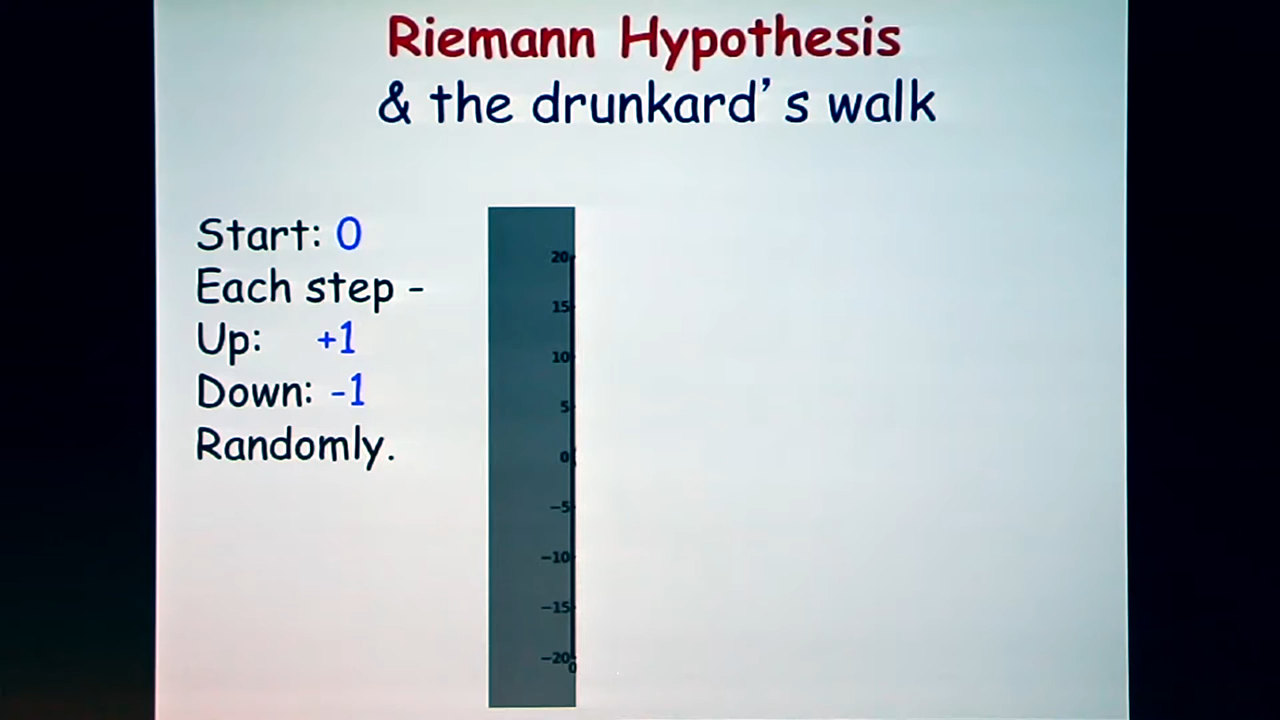 Riemann Hypothesis
& the drunkard's walk
Start: 0
Each step -
Up: +1
Down: -1
Randomly.
20
15
10
5
0
−5
−10
−15
−20
0